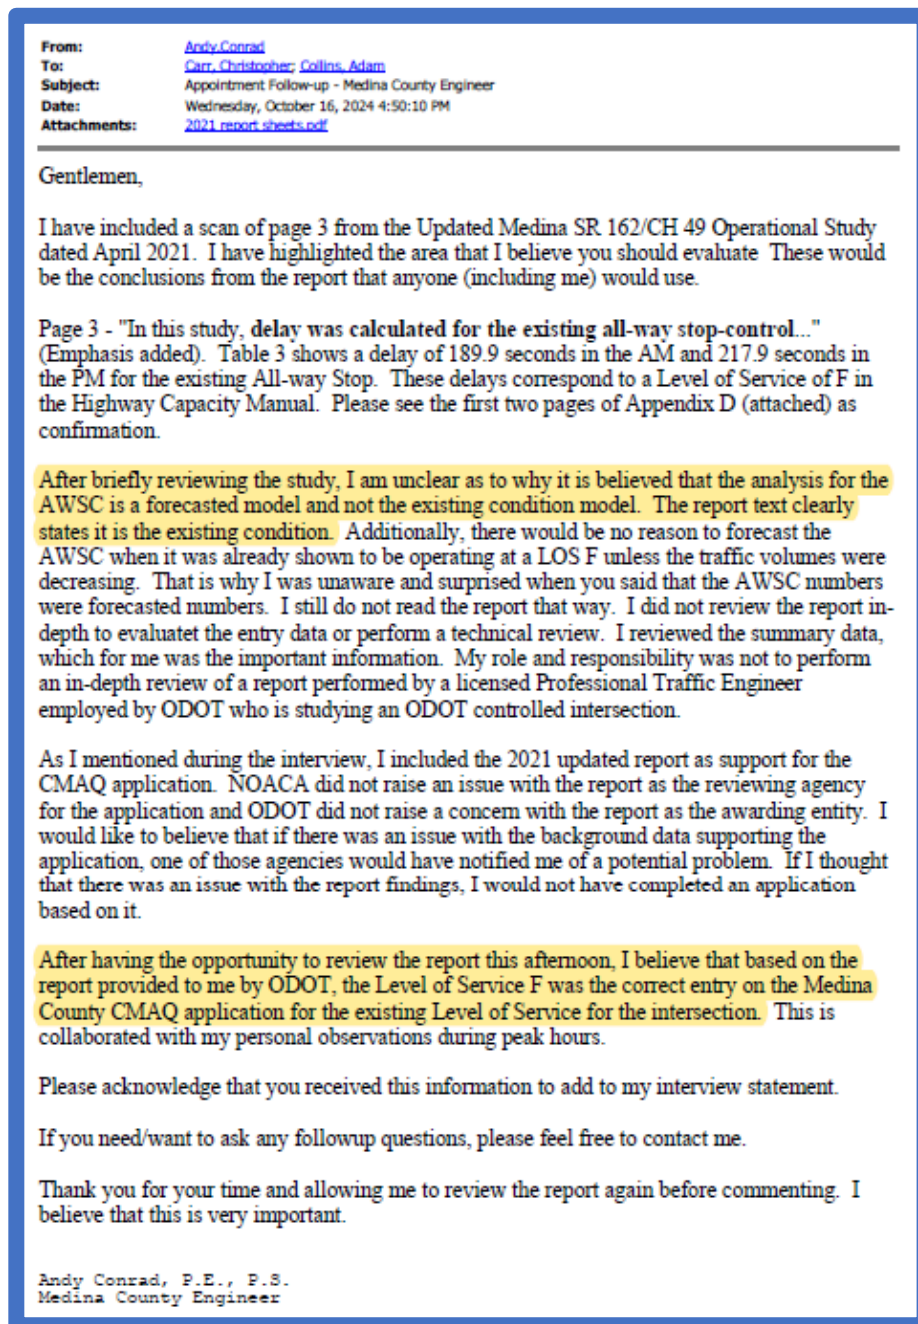 From: Andy.Conrad
To: Carr, Christopher; Collins, Adam
Subject: Appointment Follow-up - Medina County Engineer
Date: Wednesday, October 16, 2024 4:50:10 PM
Attachments: 2021 report sheets.pdf
Gentlemen,
I have included a scan of page 3 from the Updated Medina SR 162/CH 49 Operational Study
dated April 2021.  I have highlighted the area that I believe you should evaluate  These would
be the conclusions from the report that anyone (including me) would use.
Page 3 - "In this study, delay was calculated for the existing all-way stop-control..."
(Emphasis added).  Table 3 shows a delay of 189.9 seconds in the AM and 217.9 seconds in
the PM for the existing All-way Stop.  These delays correspond to a Level of Service of F in
the Highway Capacity Manual.  Please see the first two pages of Appendix D (attached) as
confirmation.
After briefly reviewing the study, I am unclear as to why it is believed that the analysis for the
AWSC is a forecasted model and not the existing condition model.  The report text clearly
states it is the existing condition.  Additionally, there would be no reason to forecast the
AWSC when it was already shown to be operating at a LOS F unless the traffic volumes were
decreasing.  That is why I was unaware and surprised when you said that the AWSC numbers
were forecasted numbers.  I still do not read the report that way.  I did not review the report in-
depth to evaluatet the entry data or perform a technical review.  I reviewed the summary data,
which for me was the important information.  My role and responsibility was not to perform
an in-depth review of a report performed by a licensed Professional Traffic Engineer
employed by ODOT who is studying an ODOT controlled intersection.
As I mentioned during the interview, I included the 2021 updated report as support for the
CMAQ application.  NOACA did not raise an issue with the report as the reviewing agency
for the application and ODOT did not raise a concern with the report as the awarding entity.  I
would like to believe that if there was an issue with the background data supporting the
application, one of those agencies would have notified me of a potential problem.  If I thought
that there was an issue with the report findings, I would not have completed an application
based on it.
After having the opportunity to review the report this afternoon, I believe that based on the
report provided to me by ODOT, the Level of Service F was the correct entry on the Medina
County CMAQ application for the existing Level of Service for the intersection.  This is
collaborated with my personal observations during peak hours.
Please acknowledge that you received this information to add to my interview statement.
If you need/want to ask any followup questions, please feel free to contact me.
Thank you for your time and allowing me to review the report again before commenting.  I
believe that this is very important.
Andy Conrad, P.E., P.S.
Medina County Engineer